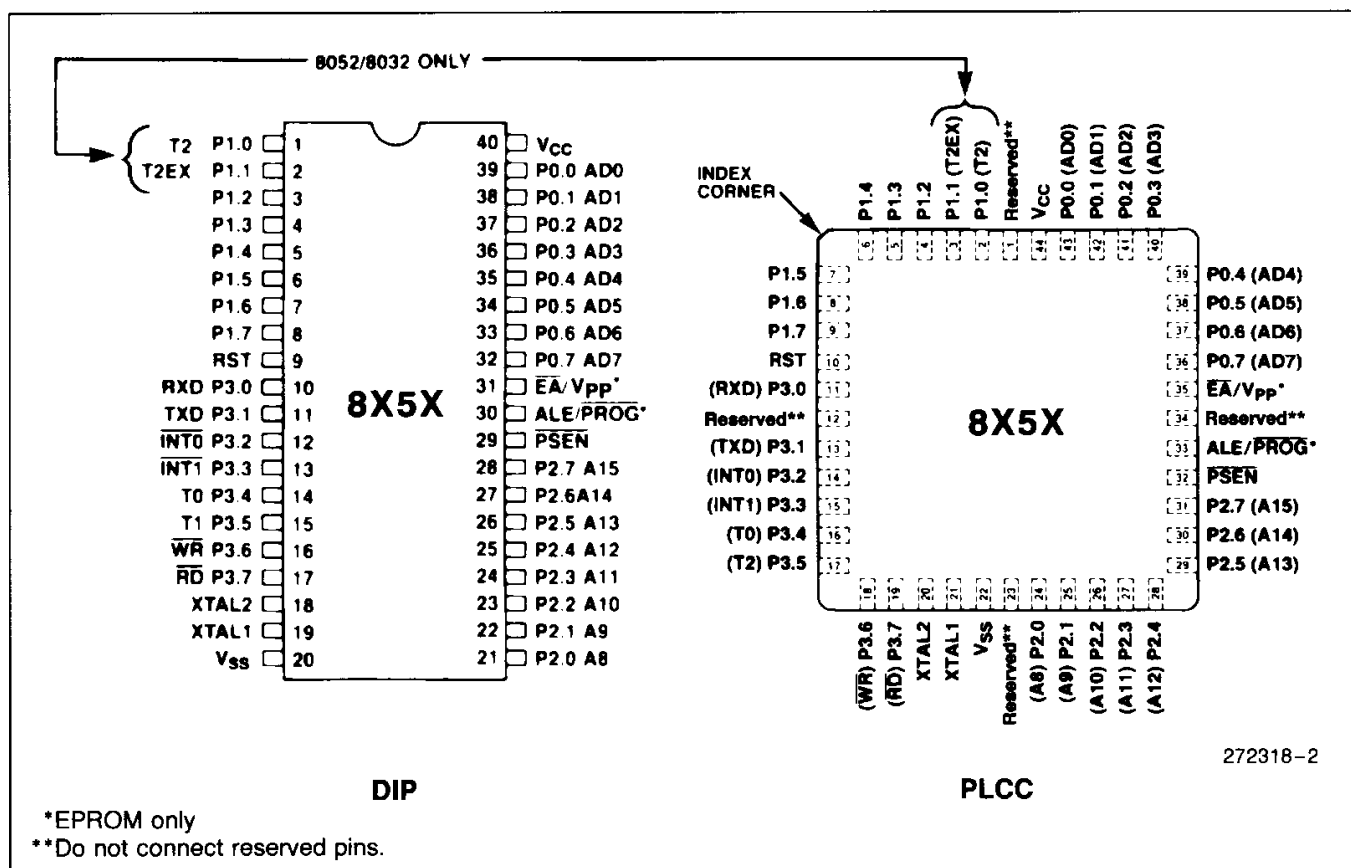 8052/8032 ONLY
T2 P1.0 1
T2EX P1.1 2
P1.2 3
P1.3 4
P1.4 5
P1.5 6
P1.6 7
P1.7 8
RST 9
RXD P3.0 10
TXD P3.1 11
INT0 P3.2 12
INT1 P3.3 13
T0 P3.4 14
T1 P3.5 15
WR P3.6 16
RD P3.7 17
XTAL2 18
XTAL1 19
VSS 20
8X5X
40 VCC
39 P0.0 AD0
38 P0.1 AD1
37 P0.2 AD2
36 P0.3 AD3
35 P0.4 AD4
34 P0.5 AD5
33 P0.6 AD6
32 P0.7 AD7
31 EA/VPP*
30 ALE/PROG*
29 PSEN
28 P2.7 A15
27 P2.6A14
26 P2.5 A13
25 P2.4 A12
24 P2.3 A11
23 P2.2 A10
22 P2.1 A9
21 P2.0 A8
DIP
INDEX
CORNER
P1.4 6
P1.3 5
P1.2 4
P1.1 (T2EX) 3
P1.0 (T2) 2
Reserved** 1
VCC 44
P0.0 (AD0) 43
P0.1 (AD1) 42
P0.2 (AD2) 41
P0.3 (AD3) 40
P1.5 7
P1.6 8
P1.7 9
RST 10
(RXD) P3.0 11
Reserved** 12
(TXD) P3.1 13
(INT0) P3.2 14
(INT1) P3.3 15
(T0) P3.4 16
(T2) P3.5 17
8X5X
39 P0.4 (AD4)
38 P0.5 (AD5)
37 P0.6 (AD6)
36 P0.7 (AD7)
35 EA/VPP*
34 Reserved**
33 ALE/PROG*
32 PSEN
31 P2.7 (A15)
30 P2.6 (A14)
29 P2.5 (A13)
18 (WR) P3.6
19 (RD) P3.7
20 XTAL2
21 XTAL1
22 VSS
23 Reserved**
24 (A8) P2.0
25 (A9) P2.1
26 (A10) P2.2
27 (A11) P2.3
28 (A12) P2.4
272318-2
PLCC
*EPROM only
**Do not connect reserved pins.